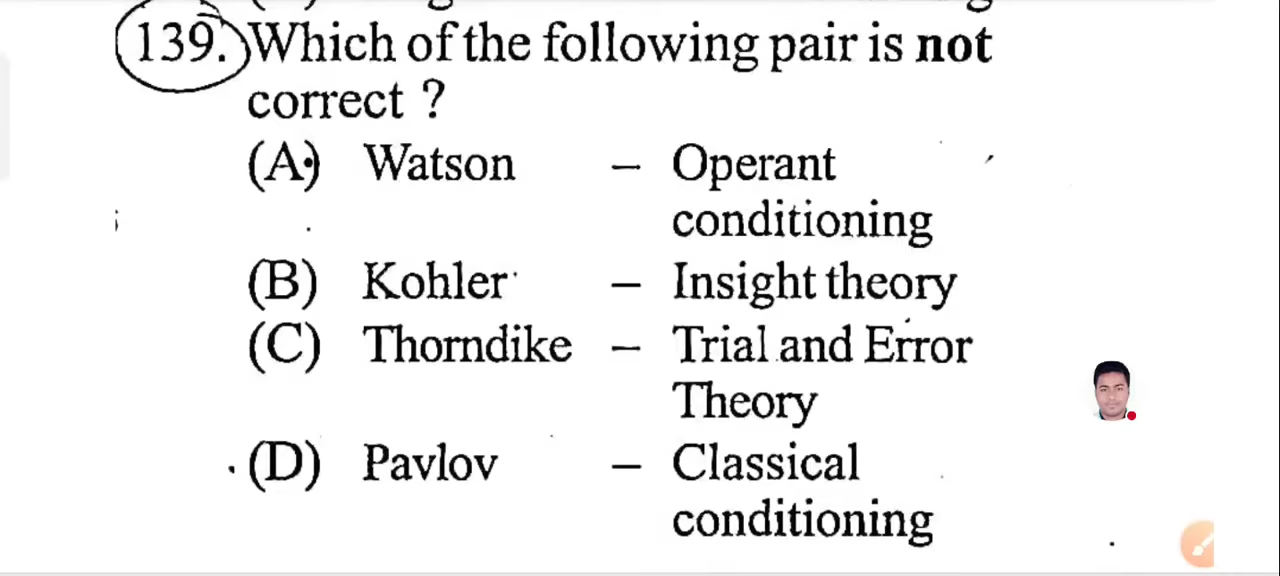 139. Which of the following pair is not
correct ?
(A) Watson – Operant
conditioning
(B) Kohler – Insight theory
(C) Thorndike – Trial and Error
Theory
(D) Pavlov – Classical
conditioning